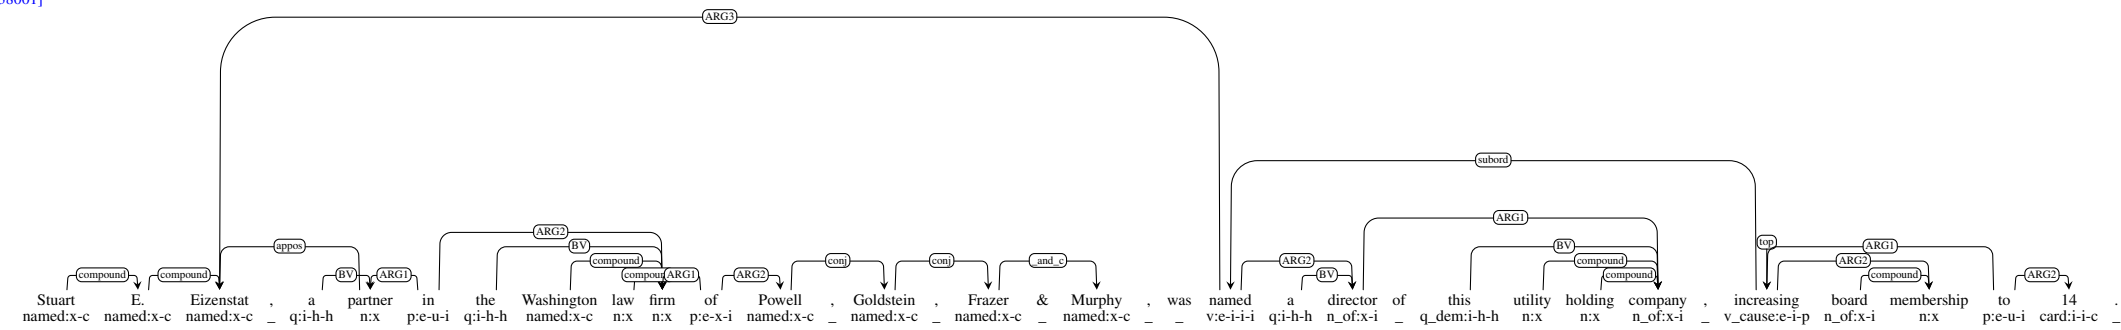 ARG3
subord
ARG2 ARG1
appos BV BV top ARG1
compound conj conj _and_c ARG2 compound ARG2
compound compound BV ARG1 ARG1 ARG2 BV compound compound ARG2
Stuart E. Eizenstat , a partner in the Washington law firm of Powell , Goldstein , Frazer & Murphy , was named a director of this utility holding company , increasing board membership to 14 .
named:x-c named:x-c named:x-c _ q:i-h-h n:x p:e-u-i q:i-h-h named:x-c n:x n:x p:e-x-i named:x-c _ named:x-c _ named:x-c _ named:x-c _ _ v:e-i-i-i q:i-h-h n_of:x-i _ q_dem:i-h-h n:x n:x n_of:x-i _ v_cause:e-i-p n_of:x-i n:x p:e-u-i card:i-i-c _